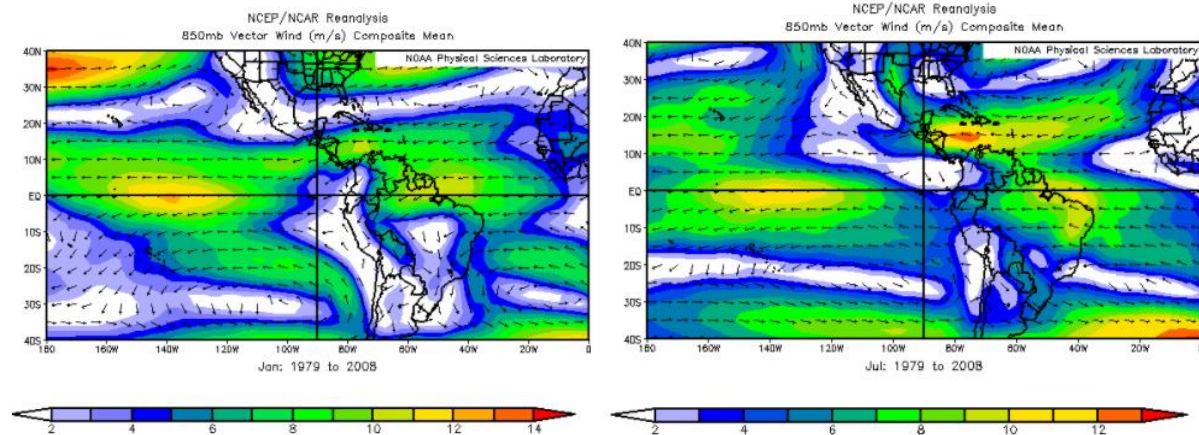 NCEP/NCAR Reanalysis
850mb Vector Wind (m/s) Composite Mean
NOAA Physical Sciences Laboratory
40N
30N
20N
10N
EQ
10S
20S
30S
40S
180 160W 140W 120W 100W 80W 60W 40W 20W 0
Jan: 1979 to 2008
2 4 6 8 10 12 14
NCEP/NCAR Reanalysis
850mb Vector Wind (m/s) Composite Mean
NOAA Physical Sciences Laboratory
40N
30N
20N
10N
EQ
10S
20S
30S
40S
180 160W 140W 120W 100W 80W 60W 40W 20W
Jul: 1979 to 2008
2 4 6 8 10 12